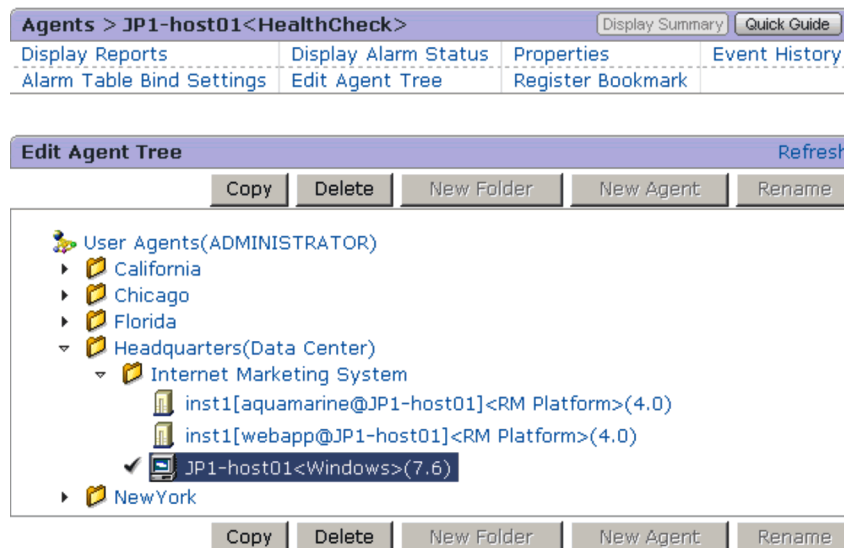 Agents > JP1-host01<HealthCheck> Display Summary Quick Guide
Display Reports Display Alarm Status Properties Event History
Alarm Table Bind Settings Edit Agent Tree Register Bookmark
Edit Agent Tree Refresh
Copy Delete New Folder New Agent Rename
User Agents(ADMINISTRATOR)
California
Chicago
Florida
Headquarters(Data Center)
Internet Marketing System
inst1[aquamarine@JP1-host01]<RM Platform>(4.0)
inst1[webapp@JP1-host01]<RM Platform>(4.0)
JP1-host01<Windows>(7.6)
NewYork
Copy Delete New Folder New Agent Rename